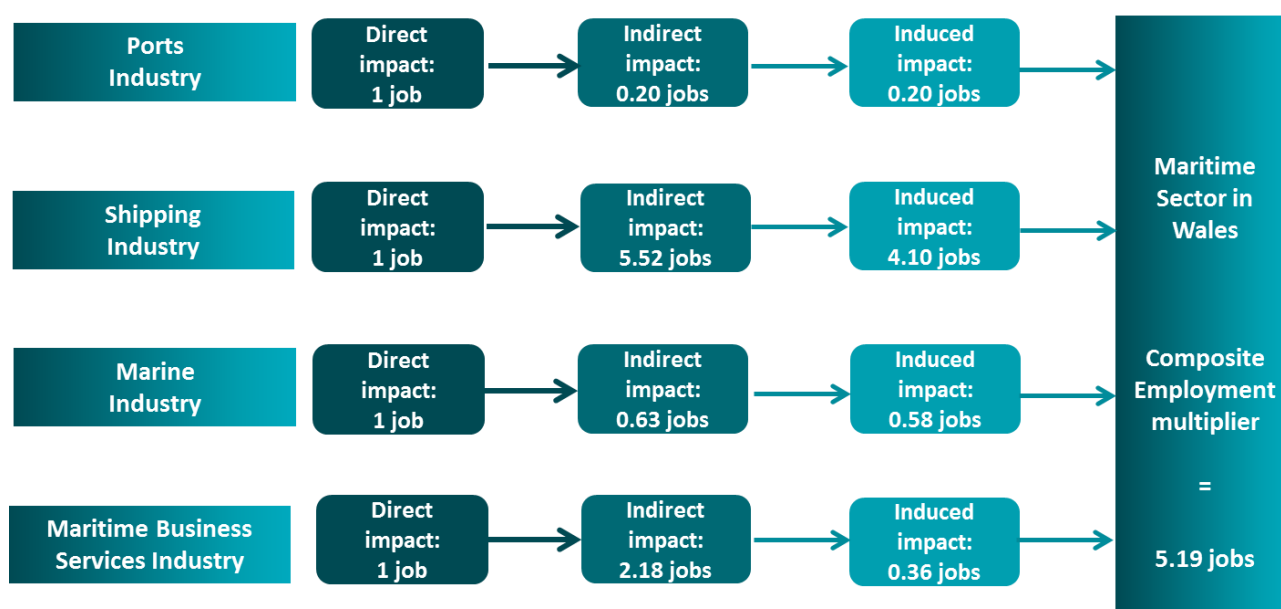 Ports
Industry
Direct
impact:
1 job
Indirect
impact:
0.20 jobs
Induced
impact:
0.20 jobs
Shipping
Industry
Direct
impact:
1 job
Indirect
impact:
5.52 jobs
Induced
impact:
4.10 jobs
Marine
Industry
Direct
impact:
1 job
Indirect
impact:
0.63 jobs
Induced
impact:
0.58 jobs
Maritime Business
Services Industry
Direct
impact:
1 job
Indirect
impact:
2.18 jobs
Induced
impact:
0.36 jobs
Maritime
Sector in
Wales
Composite
Employment
multiplier
=
5.19 jobs